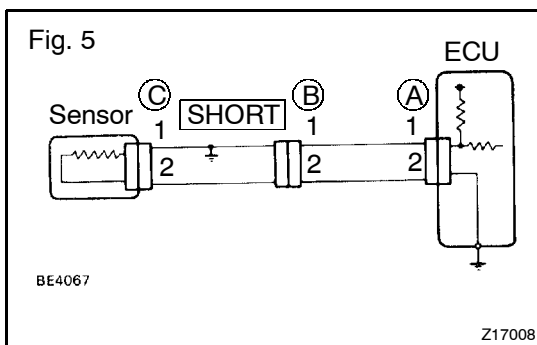 Fig. 5
ECU
Sensor C SHORT B A
1 1 1
2 2 2
BE4067
Z17008